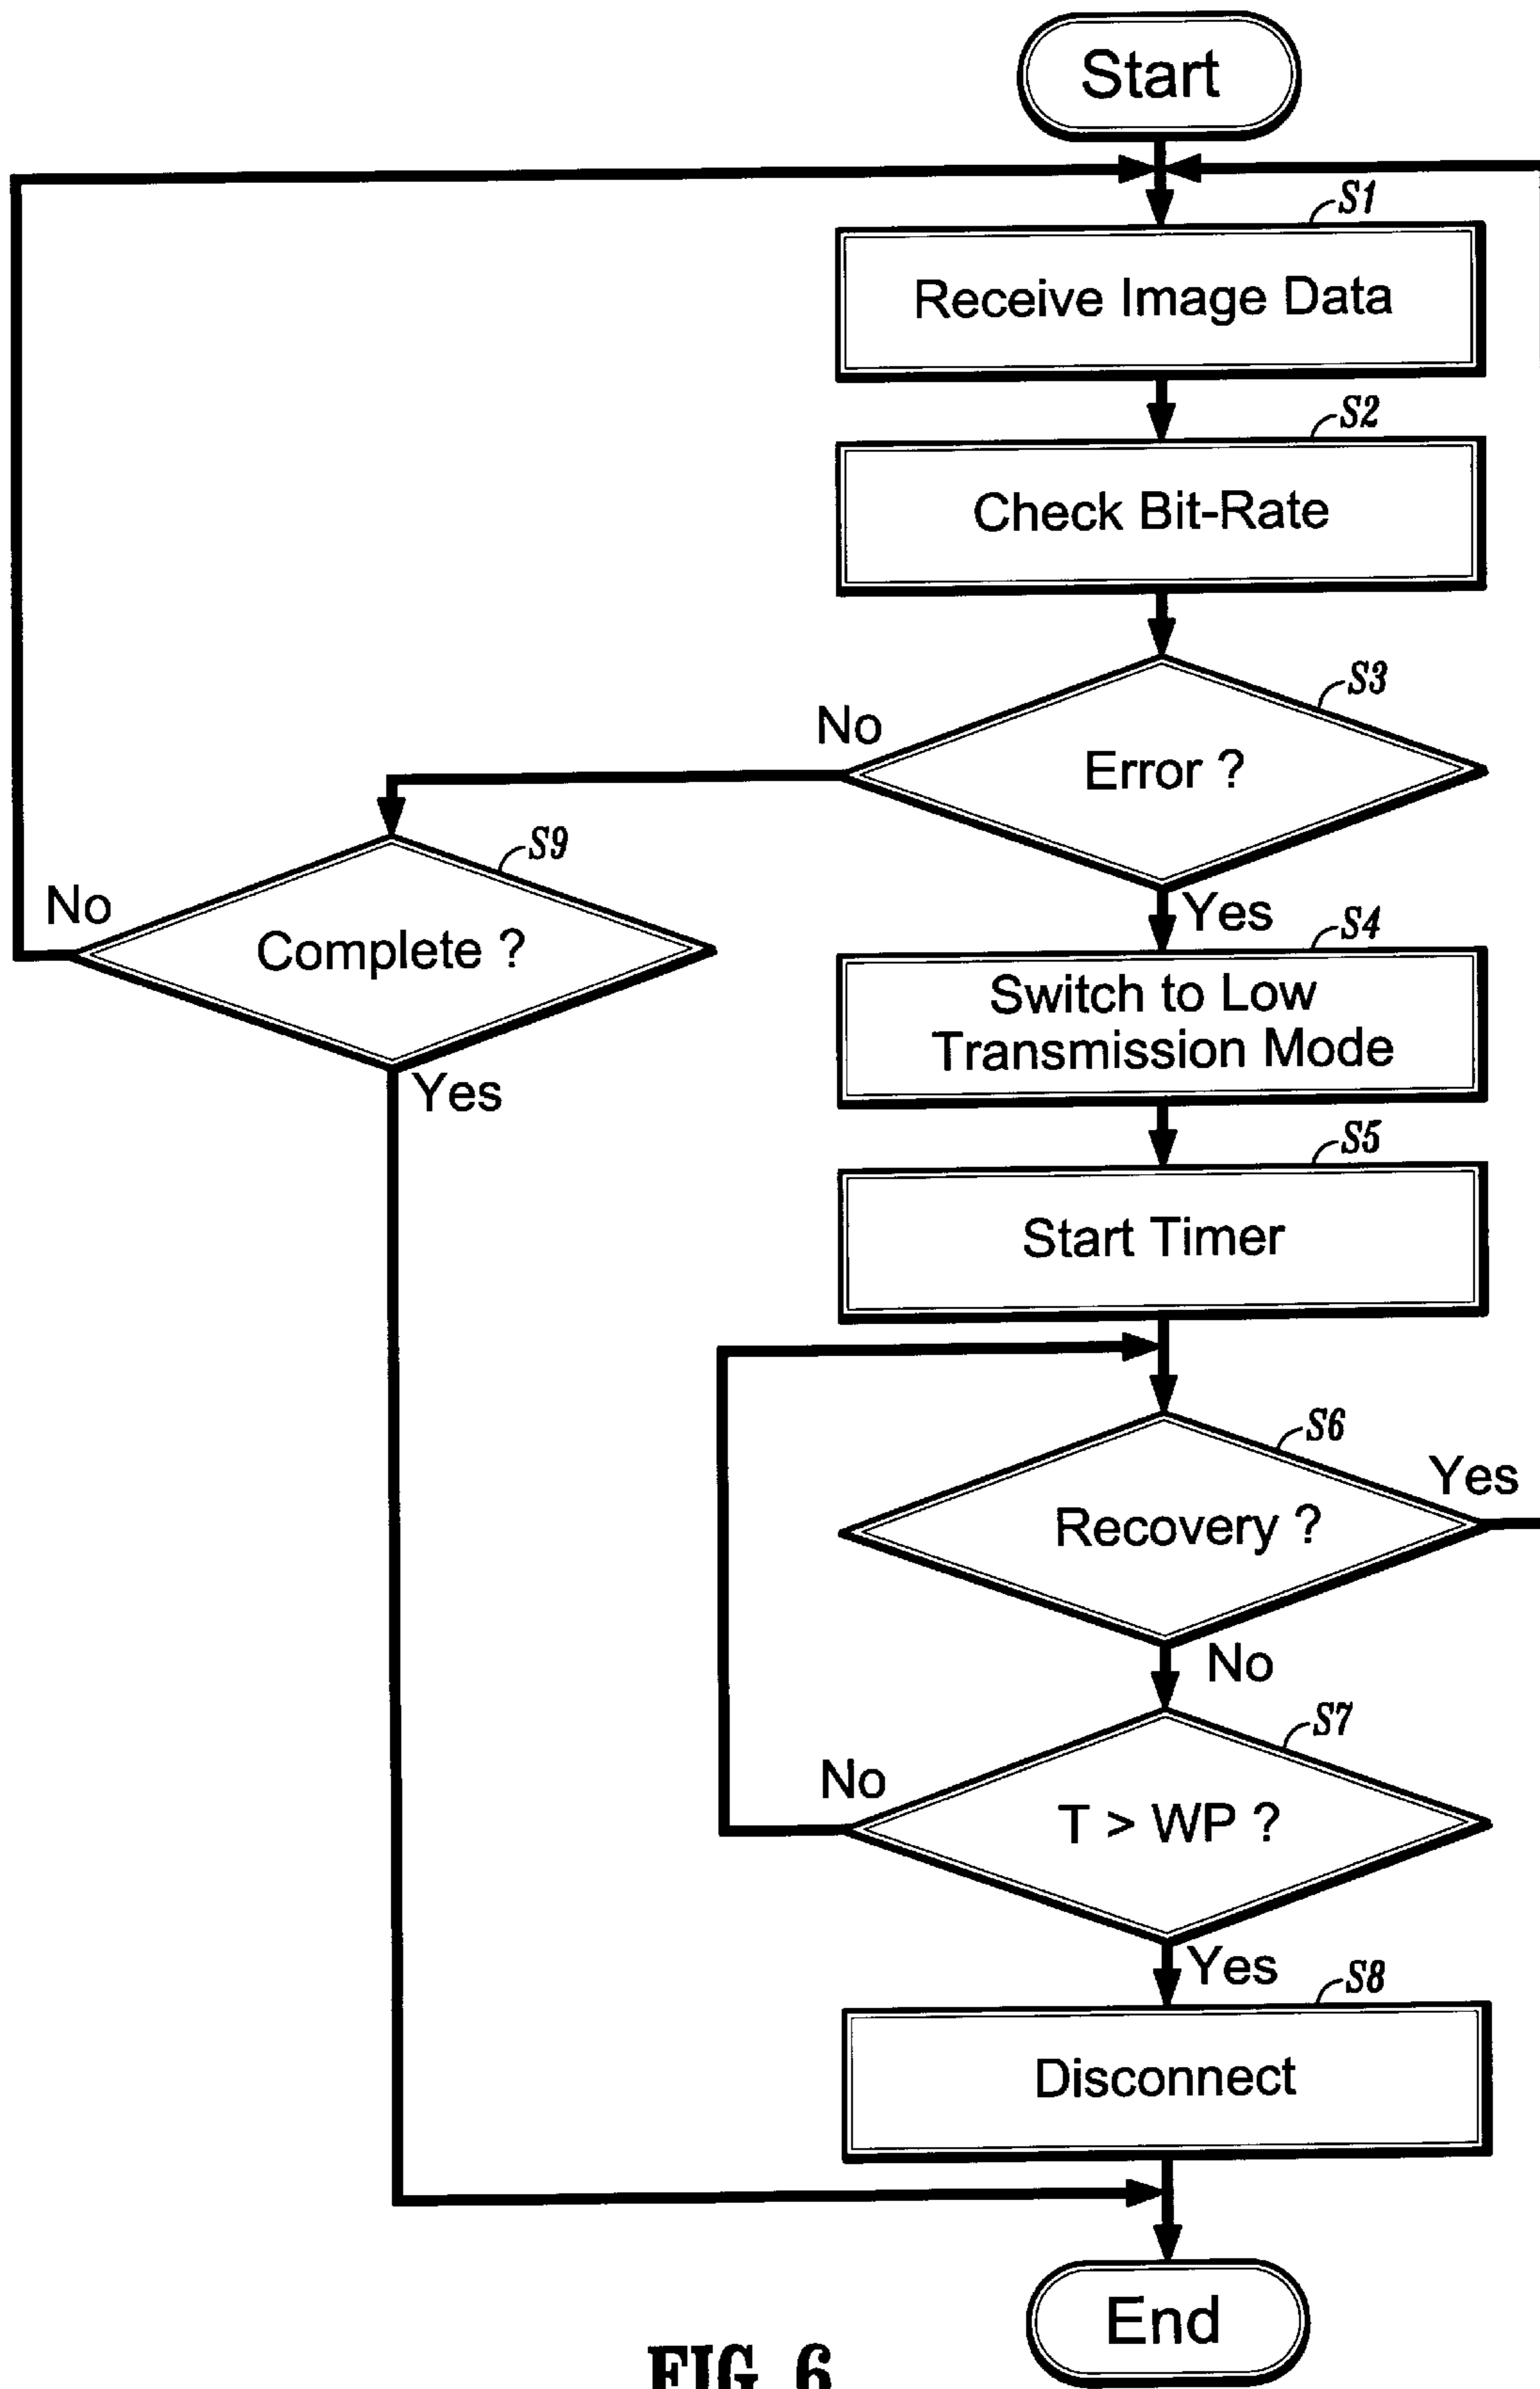 Start
S1
Receive Image Data
S2
Check Bit-Rate
S3
No
Error ?
S9
No
Complete ?
Yes
Yes
S4
Switch to Low
Transmission Mode
S5
Start Timer
S6
Yes
Recovery ?
No
S7
No
T > WP ?
Yes
S8
Disconnect
End
FIG. 6